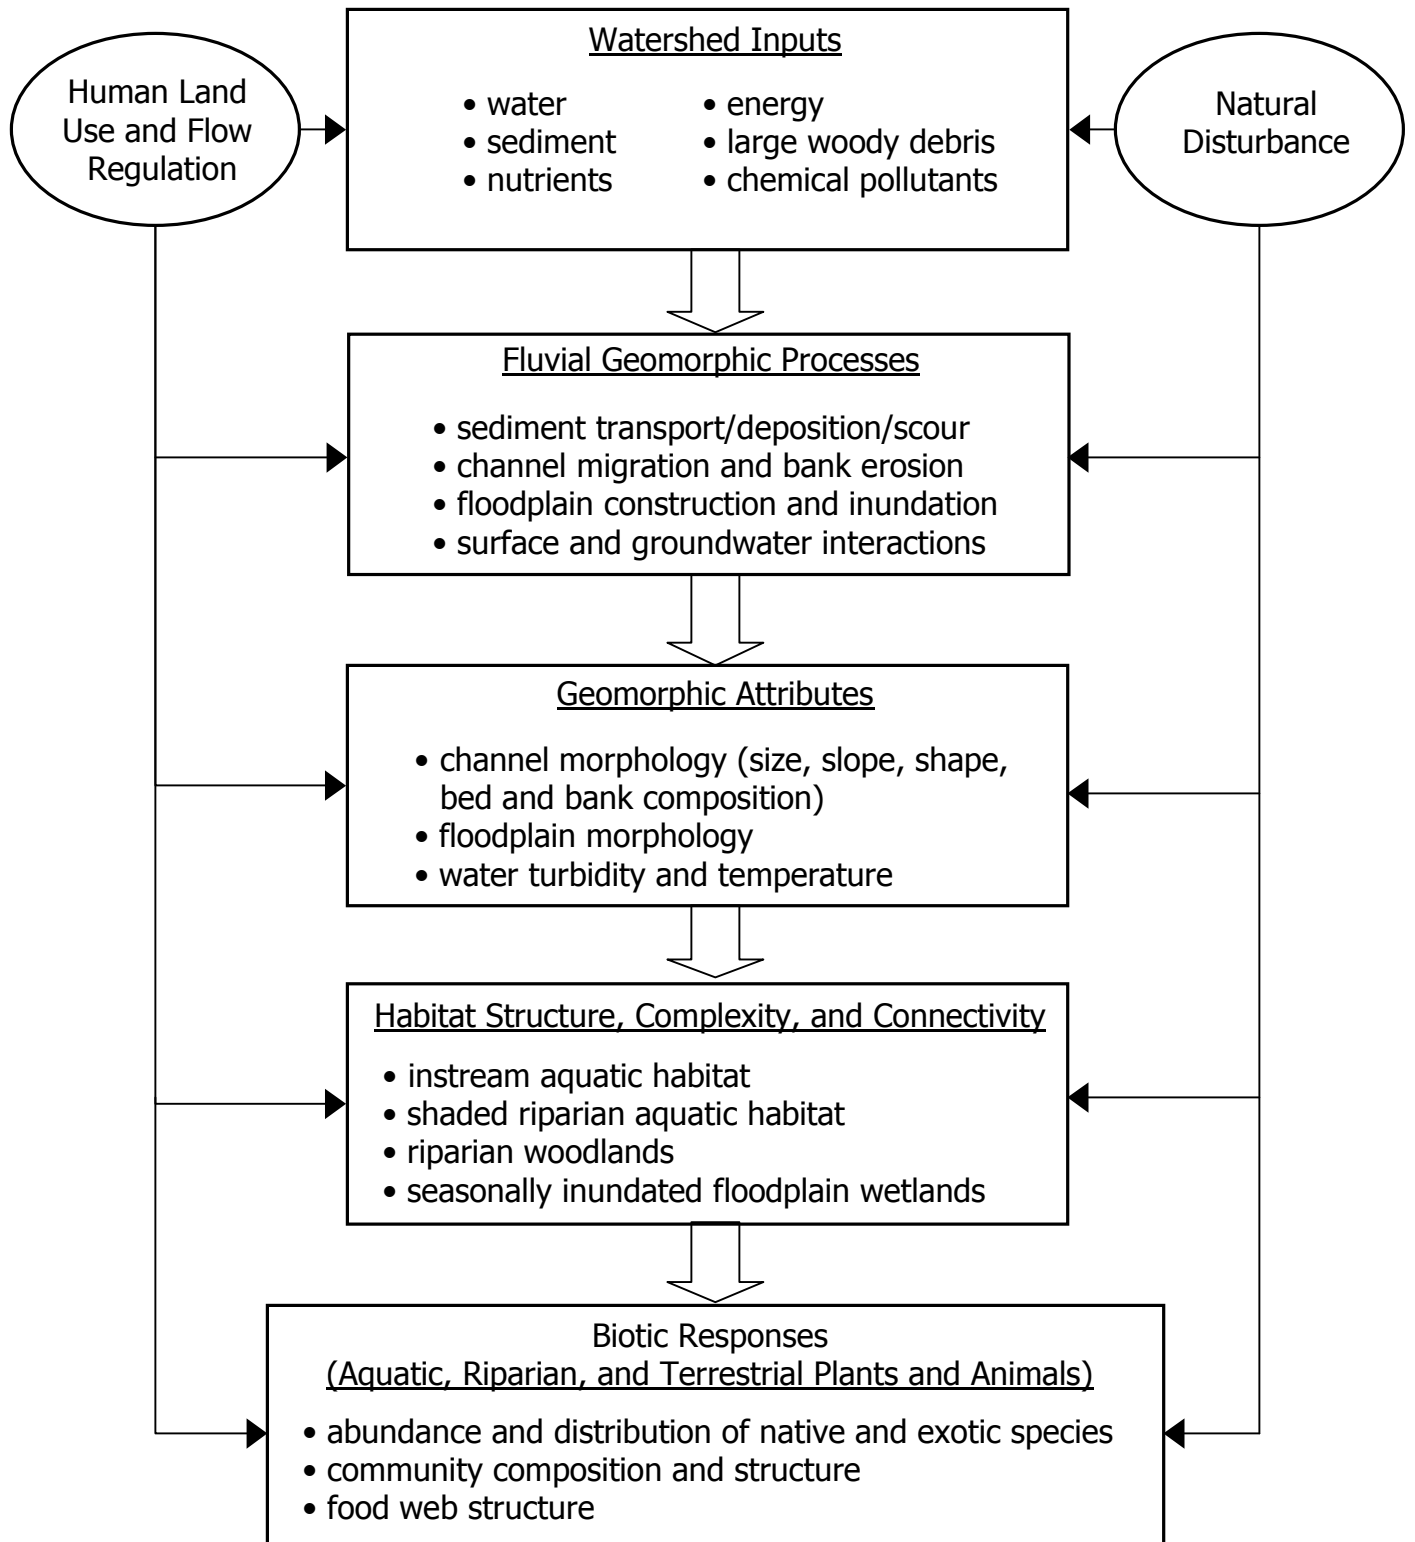 Human Land
Use and Flow
Regulation
Watershed Inputs
• water
• sediment
• nutrients
• energy
• large woody debris
• chemical pollutants
Natural
Disturbance
Fluvial Geomorphic Processes
• sediment transport/deposition/scour
• channel migration and bank erosion
• floodplain construction and inundation
• surface and groundwater interactions
Geomorphic Attributes
• channel morphology (size, slope, shape,
bed and bank composition)
• floodplain morphology
• water turbidity and temperature
Habitat Structure, Complexity, and Connectivity
• instream aquatic habitat
• shaded riparian aquatic habitat
• riparian woodlands
• seasonally inundated floodplain wetlands
Biotic Responses
(Aquatic, Riparian, and Terrestrial Plants and Animals)
• abundance and distribution of native and exotic species
• community composition and structure
• food web structure